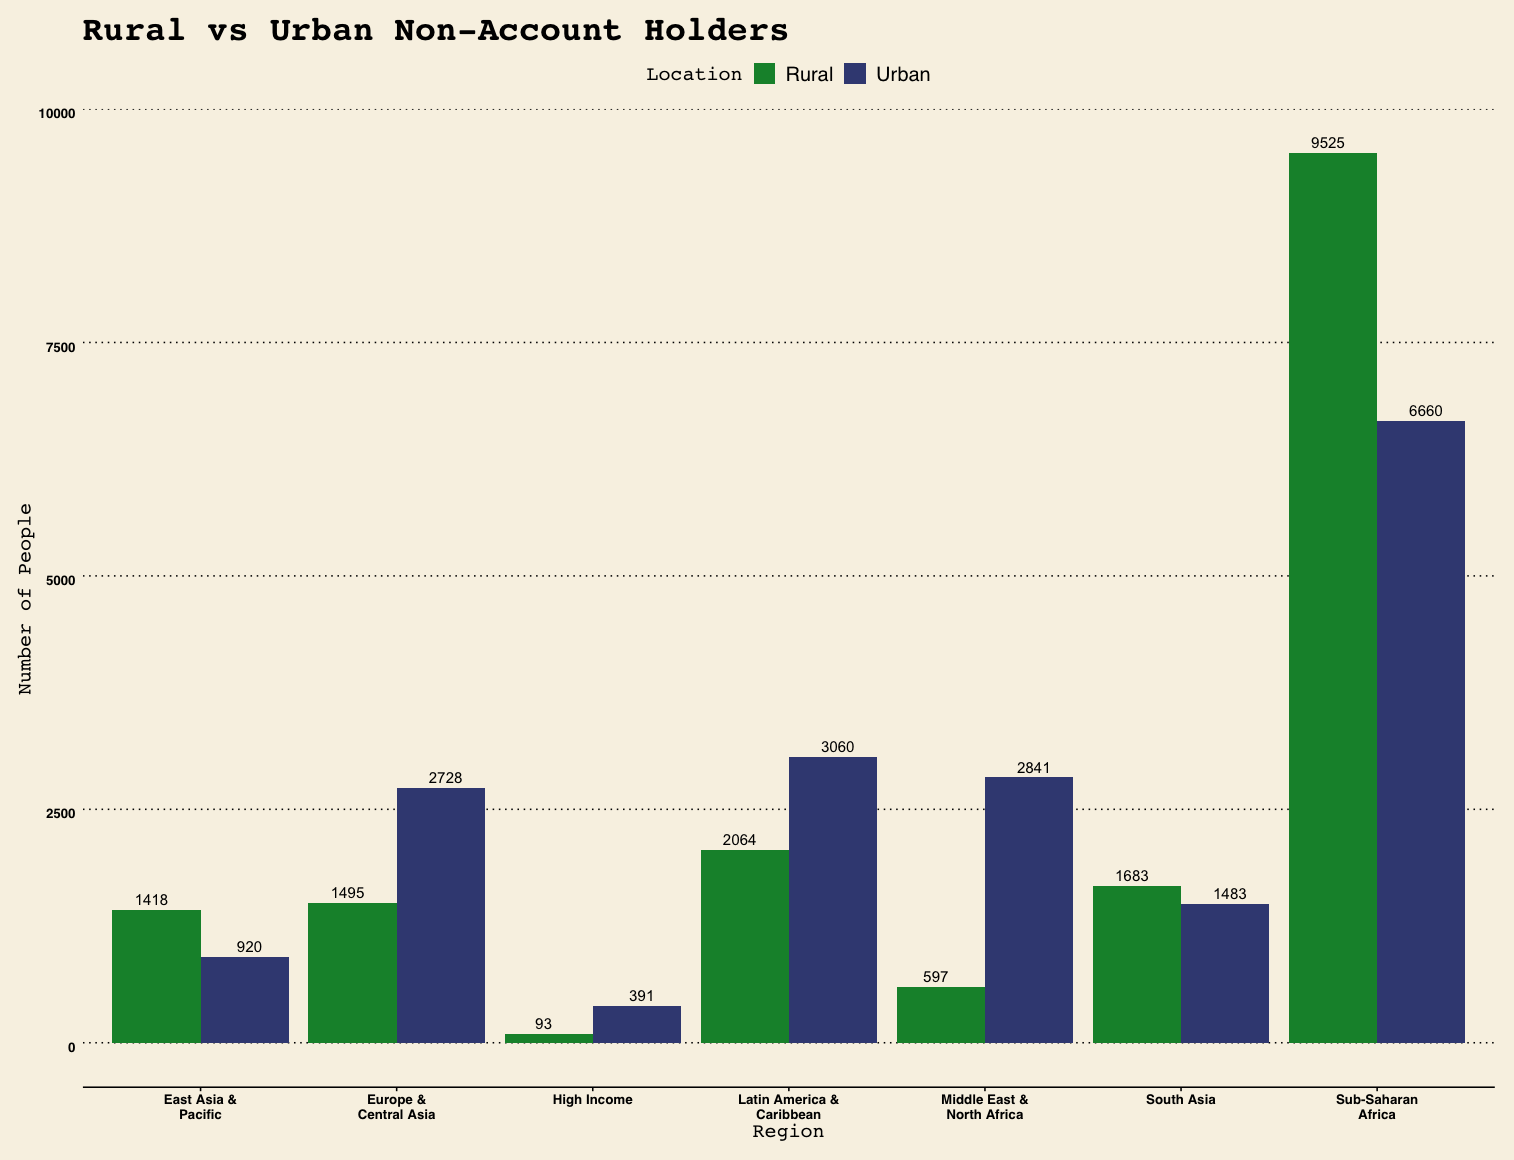 Rural vs Urban Non-Account Holders
Location Rural Urban
Number of People
10000
7500
5000
2500
0
1418
920
1495
2728
93
391
2064
3060
597
2841
1683
1483
9525
6660
East Asia &
Pacific
Europe &
Central Asia
High Income
Latin America &
Caribbean
Middle East &
North Africa
South Asia
Sub-Saharan
Africa
Region